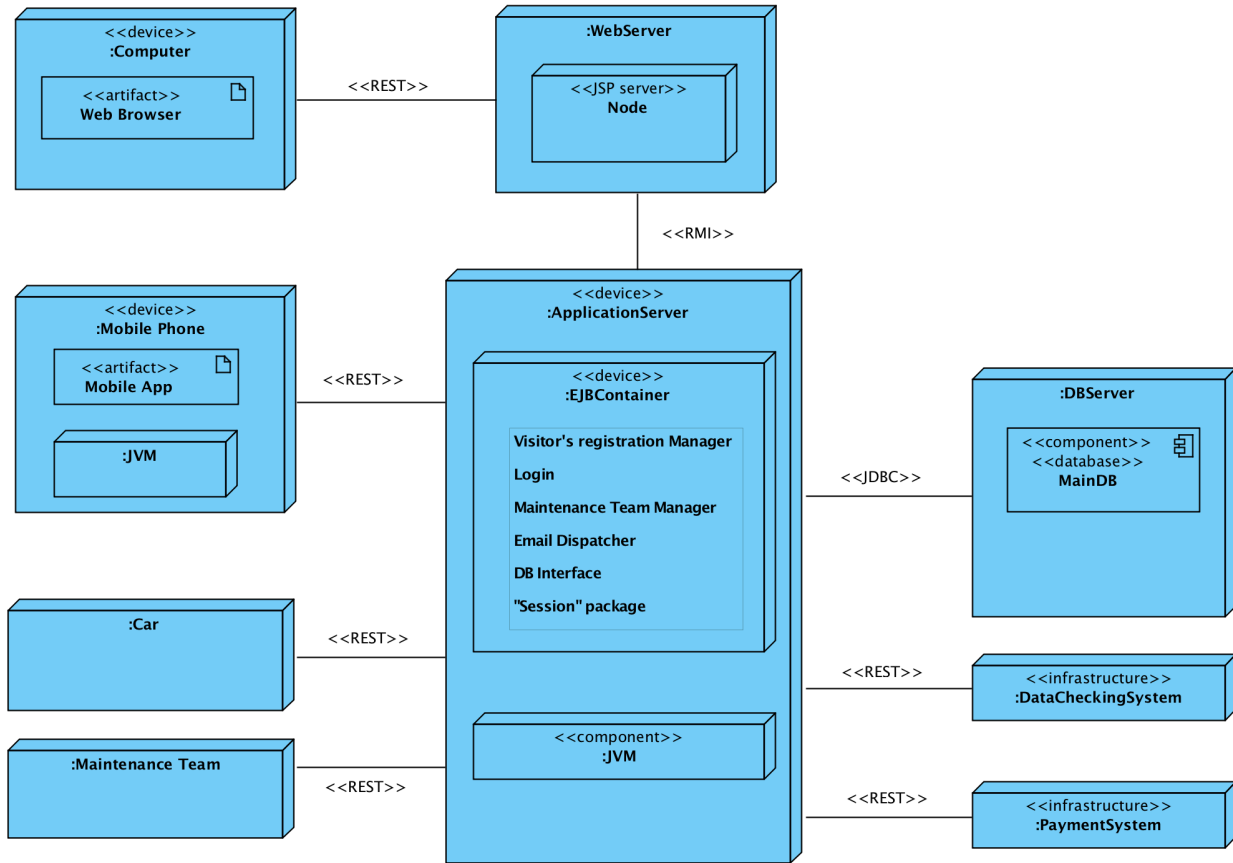 <<device>>
:Computer
<<artifact>>
Web Browser
<<REST>>
:WebServer
<<JSP server>>
Node
<<RMI>>
<<device>>
:Mobile Phone
<<artifact>>
Mobile App
:JVM
<<REST>>
<<device>>
:ApplicationServer
<<device>>
:EJBContainer
Visitor's registration Manager
Login
Maintenance Team Manager
Email Dispatcher
DB Interface
"Session" package
<<component>>
:JVM
<<JDBC>>
:DBServer
<<component>>
<<database>>
MainDB
:Car
<<REST>>
:Maintenance Team
<<REST>>
<<REST>>
<<infrastructure>>
:DataCheckingSystem
<<REST>>
<<infrastructure>>
:PaymentSystem